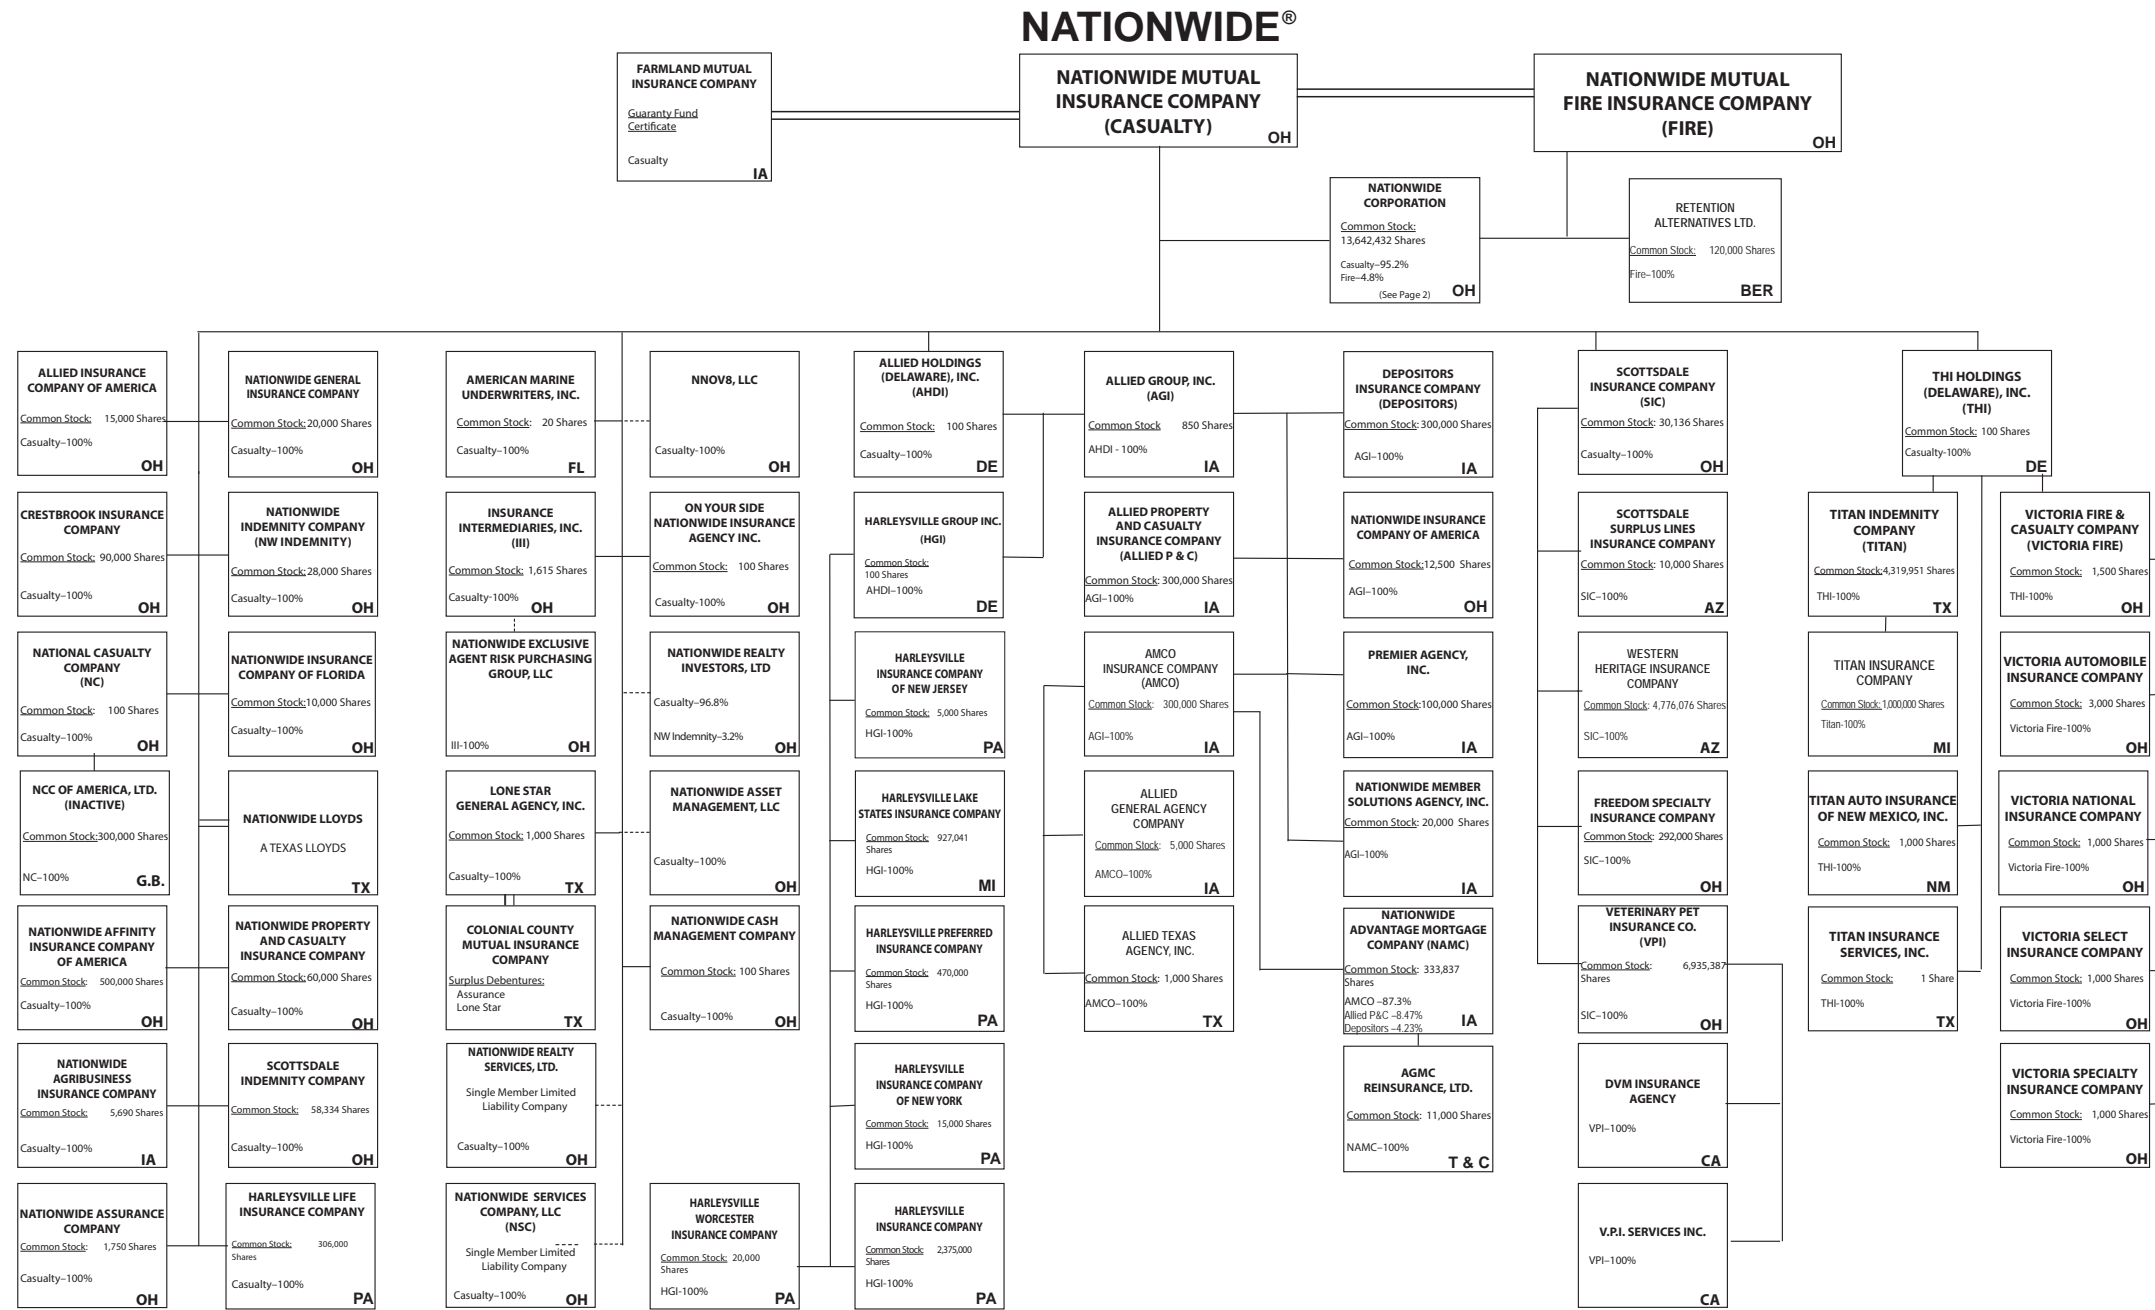 NATIONWIDE®
FARMLAND MUTUAL
INSURANCE COMPANY
Guaranty Fund
Certificate
Casualty
IA
NATIONWIDE MUTUAL
INSURANCE COMPANY
(CASUALTY)
OH
NATIONWIDE MUTUAL
FIRE INSURANCE COMPANY
(FIRE)
OH
NATIONWIDE
CORPORATION
Common Stock:
13,642,432 Shares
Casualty–95.2%
Fire–4.8%
(See Page 2)
OH
RETENTION
ALTERNATIVES LTD.
Common Stock: 120,000 Shares
Fire–100%
BER
ALLIED INSURANCE
COMPANY OF AMERICA
Common Stock: 15,000 Shares
Casualty–100%
OH
NATIONWIDE GENERAL
INSURANCE COMPANY
Common Stock: 20,000 Shares
Casualty–100%
OH
AMERICAN MARINE
UNDERWRITERS, INC.
Common Stock: 20 Shares
Casualty–100%
FL
NNOV8, LLC
Casualty-100%
OH
ALLIED HOLDINGS
(DELAWARE), INC.
(AHDI)
Common Stock: 100 Shares
Casualty–100%
DE
ALLIED GROUP, INC.
(AGI)
Common Stock 850 Shares
AHDI - 100%
IA
DEPOSITORS
INSURANCE COMPANY
(DEPOSITORS)
Common Stock: 300,000 Shares
AGI–100%
IA
SCOTTSDALE
INSURANCE COMPANY
(SIC)
Common Stock: 30,136 Shares
Casualty–100%
OH
THI HOLDINGS
(DELAWARE), INC.
(THI)
Common Stock: 100 Shares
Casualty-100%
DE
CRESTBROOK INSURANCE
COMPANY
Common Stock: 90,000 Shares
Casualty–100%
OH
NATIONWIDE
INDEMNITY COMPANY
(NW INDEMNITY)
Common Stock: 28,000 Shares
Casualty–100%
OH
INSURANCE
INTERMEDIARIES, INC.
(III)
Common Stock: 1,615 Shares
Casualty-100%
OH
ON YOUR SIDE
NATIONWIDE INSURANCE
AGENCY INC.
Common Stock: 100 Shares
Casualty-100%
OH
HARLEYSVILLE GROUP INC.
(HGI)
Common Stock:
100 Shares
AHDI–100%
DE
ALLIED PROPERTY
AND CASUALTY
INSURANCE COMPANY
(ALLIED P & C)
Common Stock: 300,000 Shares
AGI–100%
IA
NATIONWIDE INSURANCE
COMPANY OF AMERICA
Common Stock:12,500 Shares
AGI–100%
OH
SCOTTSDALE
SURPLUS LINES
INSURANCE COMPANY
Common Stock: 10,000 Shares
SIC–100%
AZ
TITAN INDEMNITY
COMPANY
(TITAN)
Common Stock:4,319,951 Shares
THI-100%
TX
VICTORIA FIRE &
CASUALTY COMPANY
(VICTORIA FIRE)
Common Stock: 1,500 Shares
THI-100%
OH
NATIONAL CASUALTY
COMPANY
(NC)
Common Stock: 100 Shares
Casualty–100%
OH
NATIONWIDE INSURANCE
COMPANY OF FLORIDA
Common Stock:10,000 Shares
Casualty–100%
OH
NATIONWIDE EXCLUSIVE
AGENT RISK PURCHASING
GROUP, LLC
III-100%
OH
NATIONWIDE REALTY
INVESTORS, LTD
Casualty–96.8%
NW Indemnity–3.2%
OH
HARLEYSVILLE
INSURANCE COMPANY
OF NEW JERSEY
Common Stock: 5,000 Shares
HGI-100%
PA
AMCO
INSURANCE COMPANY
(AMCO)
Common Stock: 300,000 Shares
AGI–100%
IA
PREMIER AGENCY,
INC.
Common Stock:100,000 Shares
AGI–100%
IA
WESTERN
HERITAGE INSURANCE
COMPANY
Common Stock: 4,776,076 Shares
SIC–100%
AZ
TITAN INSURANCE
COMPANY
Common Stock: 1,000,000 Shares
Titan-100%
MI
VICTORIA AUTOMOBILE
INSURANCE COMPANY
Common Stock: 3,000 Shares
Victoria Fire-100%
OH
NCC OF AMERICA, LTD.
(INACTIVE)
Common Stock:300,000 Shares
NC–100%
G.B.
NATIONWIDE LLOYDS
A TEXAS LLOYDS
TX
LONE STAR
GENERAL AGENCY, INC.
Common Stock: 1,000 Shares
Casualty–100%
TX
NATIONWIDE ASSET
MANAGEMENT, LLC
Casualty–100%
OH
HARLEYSVILLE LAKE
STATES INSURANCE COMPANY
Common Stock: 927,041
Shares
HGI-100%
MI
ALLIED
GENERAL AGENCY
COMPANY
Common Stock: 5,000 Shares
AMCO–100%
IA
NATIONWIDE MEMBER
SOLUTIONS AGENCY, INC.
Common Stock: 20,000 Shares
AGI–100%
IA
FREEDOM SPECIALTY
INSURANCE COMPANY
Common Stock: 292,000 Shares
SIC–100%
OH
TITAN AUTO INSURANCE
OF NEW MEXICO, INC.
Common Stock: 1,000 Shares
THI-100%
NM
VICTORIA NATIONAL
INSURANCE COMPANY
Common Stock: 1,000 Shares
Victoria Fire-100%
OH
NATIONWIDE AFFINITY
INSURANCE COMPANY
OF AMERICA
Common Stock: 500,000 Shares
Casualty–100%
OH
NATIONWIDE PROPERTY
AND CASUALTY
INSURANCE COMPANY
Common Stock:60,000 Shares
Casualty–100%
OH
COLONIAL COUNTY
MUTUAL INSURANCE
COMPANY
Surplus Debentures:
Assurance
Lone Star
TX
NATIONWIDE CASH
MANAGEMENT COMPANY
Common Stock: 100 Shares
Casualty–100%
OH
HARLEYSVILLE PREFERRED
INSURANCE COMPANY
Common Stock: 470,000
Shares
HGI-100%
PA
ALLIED TEXAS
AGENCY, INC.
Common Stock: 1,000 Shares
AMCO–100%
TX
NATIONWIDE
ADVANTAGE MORTGAGE
COMPANY (NAMC)
Common Stock: 333,837
Shares
AMCO –87.3%
Allied P&C –8.47%
Depositors –4.23%
IA
VETERINARY PET
INSURANCE CO.
(VPI)
Common Stock: 6,935,387
Shares
SIC–100%
OH
TITAN INSURANCE
SERVICES, INC.
Common Stock: 1 Share
THI-100%
TX
VICTORIA SELECT
INSURANCE COMPANY
Common Stock: 1,000 Shares
Victoria Fire-100%
OH
NATIONWIDE
AGRIBUSINESS
INSURANCE COMPANY
Common Stock: 5,690 Shares
Casualty–100%
IA
SCOTTSDALE
INDEMNITY COMPANY
Common Stock: 58,334 Shares
Casualty–100%
OH
NATIONWIDE REALTY
SERVICES, LTD.
Single Member Limited
Liability Company
Casualty–100%
OH
HARLEYSVILLE
INSURANCE COMPANY
OF NEW YORK
Common Stock: 15,000 Shares
HGI-100%
PA
AGMC
REINSURANCE, LTD.
Common Stock: 11,000 Shares
NAMC–100%
T & C
DVM INSURANCE
AGENCY
VPI–100%
CA
VICTORIA SPECIALTY
INSURANCE COMPANY
Common Stock: 1,000 Shares
Victoria Fire-100%
OH
NATIONWIDE ASSURANCE
COMPANY
Common Stock: 1,750 Shares
Casualty–100%
OH
HARLEYSVILLE LIFE
INSURANCE COMPANY
Common Stock: 306,000
Shares
Casualty–100%
PA
NATIONWIDE SERVICES
COMPANY, LLC
(NSC)
Single Member Limited
Liability Company
Casualty–100%
OH
HARLEYSVILLE
WORCESTER
INSURANCE COMPANY
Common Stock: 20,000
Shares
HGI-100%
PA
HARLEYSVILLE
INSURANCE COMPANY
Common Stock: 2,375,000
Shares
HGI-100%
PA
V.P.I. SERVICES INC.
VPI–100%
CA